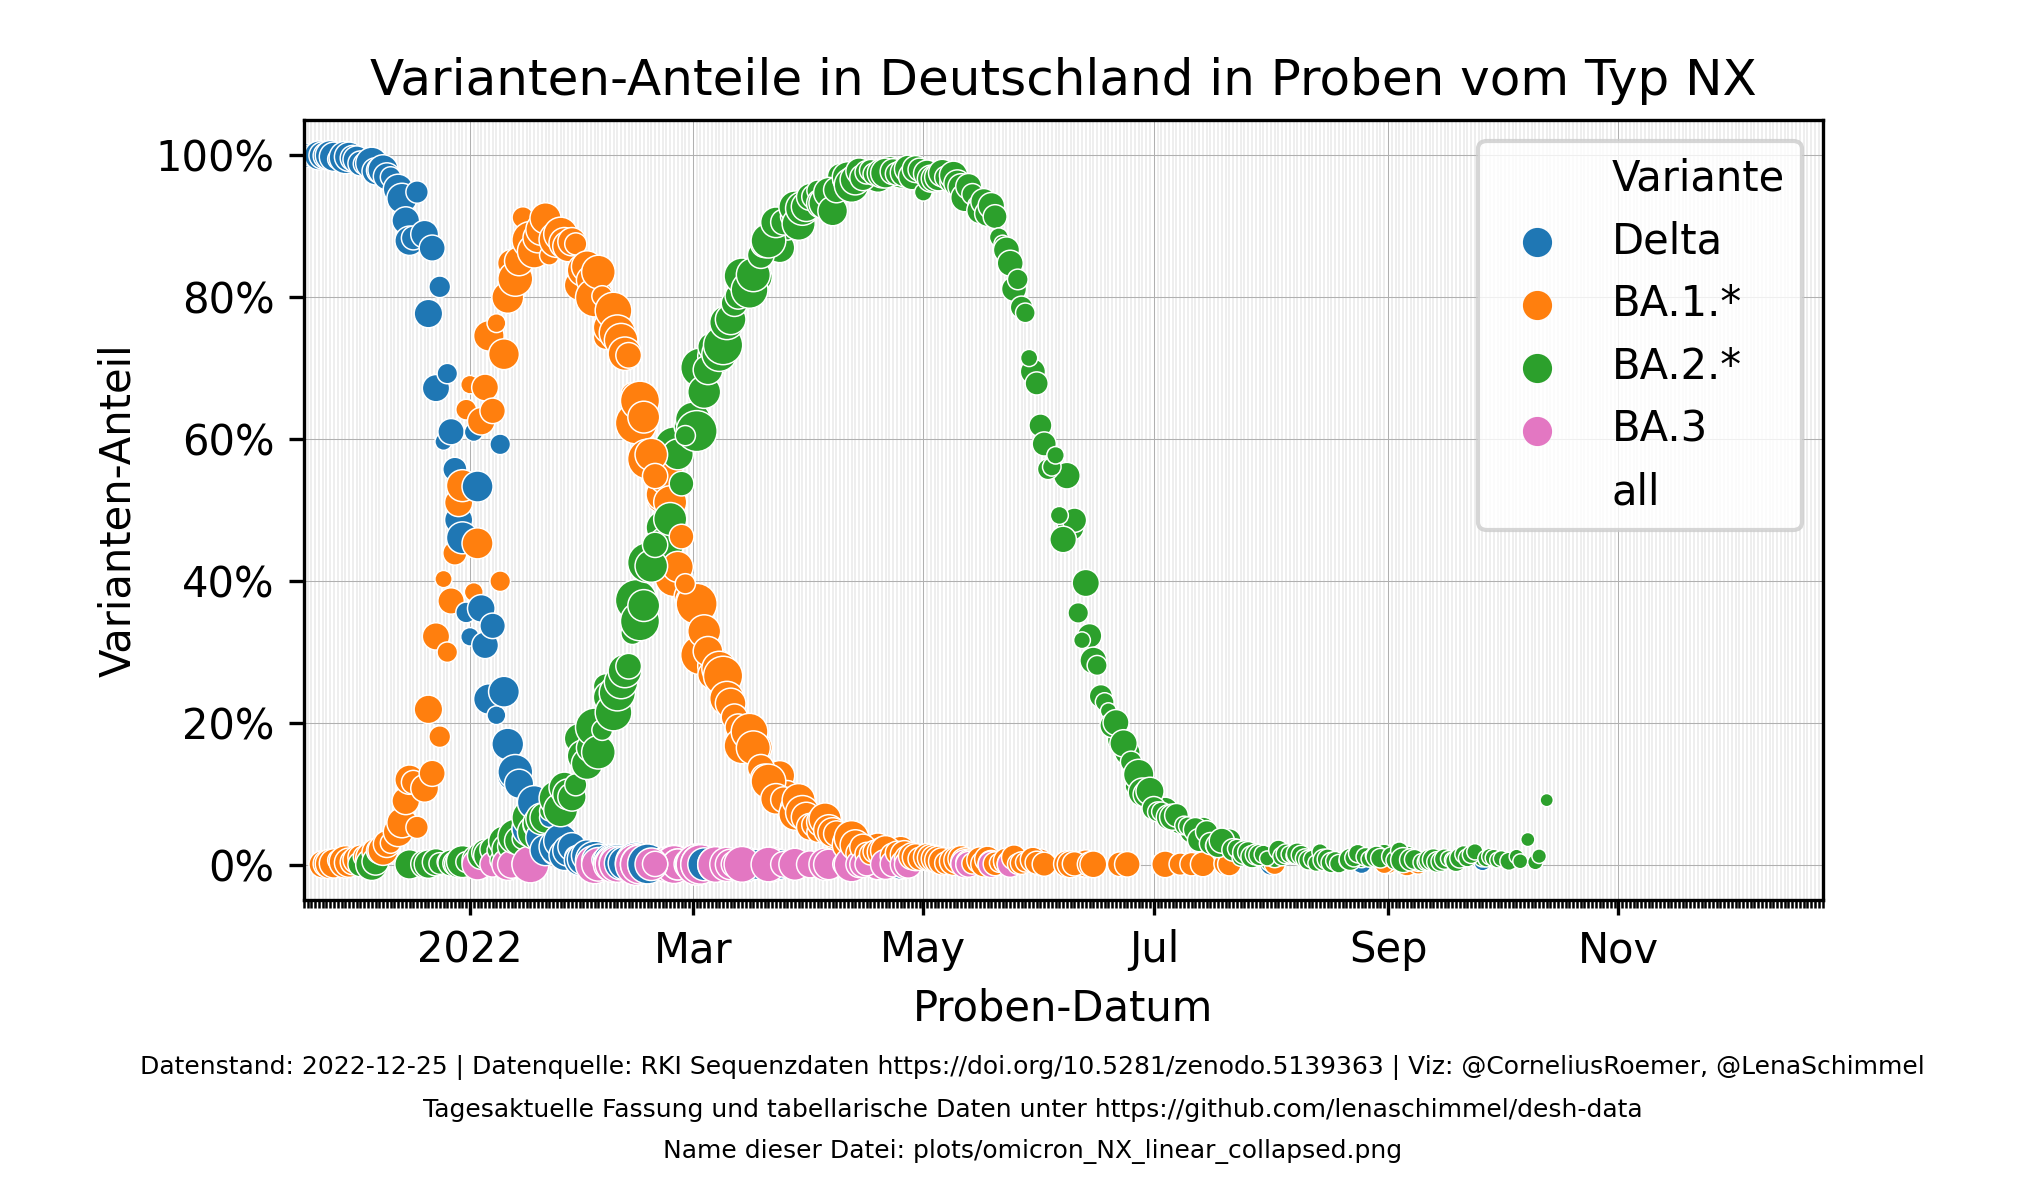 Varianten-Anteile in Deutschland in Proben vom Typ NX
Varianten-Anteil
100%
80%
60%
40%
20%
0%
Variante
Delta
BA.1.*
BA.2.*
BA.3
all
2022
Mar
May
Jul
Sep
Nov
Proben-Datum
Datenstand: 2022-12-25 | Datenquelle: RKI Sequenzdaten https://doi.org/10.5281/zenodo.5139363 | Viz: @CorneliusRoemer, @LenaSchimmel
Tagesaktuelle Fassung und tabellarische Daten unter https://github.com/lenaschimmel/desh-data
Name dieser Datei: plots/omicron_NX_linear_collapsed.png